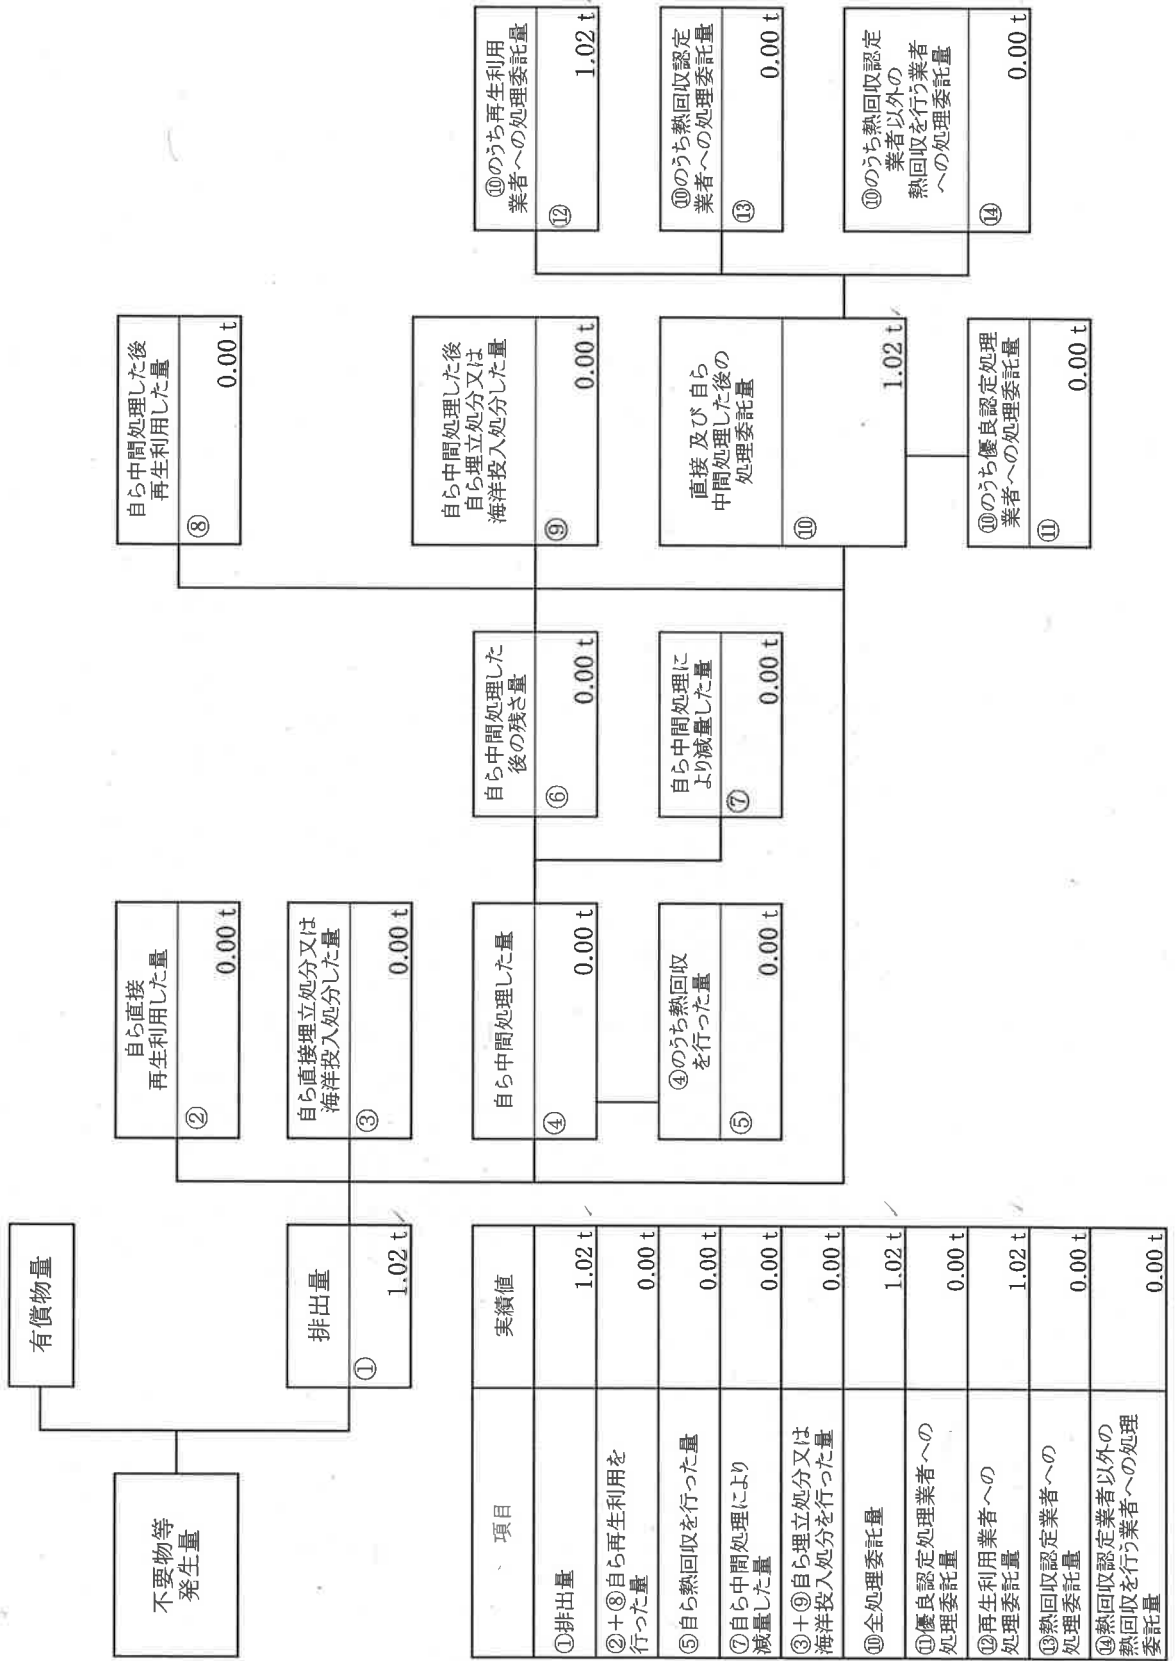 不要物等
発生量
有償物量
排出量
①
1.02 t
自ら直接
再生利用した量
②
0.00 t
自ら直接埋立処分又は
海洋投入処分した量
③
0.00 t
自ら中間処理した量
④
0.00 t
④のうち熱回収
を行った量
⑤
0.00 t
自ら中間処理した
後の残さ量
⑥
0.00 t
自ら中間処理に
より減量した量
⑦
0.00 t
自ら中間処理した後
再生利用した量
⑧
0.00 t
自ら中間処理した後
自ら埋立処分又は
海洋投入処分した量
⑨
0.00 t
直接 及び 自ら
中間処理した後の
処理委託量
⑩
1.02 t
⑩のうち優良認定処理
業者への処理委託量
⑪
0.00 t
⑩のうち再生利用
業者への処理委託量
⑫
1.02 t
⑩のうち熱回収認定
業者への処理委託量
⑬
0.00 t
⑩のうち熱回収認定
業者以外の
熱回収を行う業者
への処理委託量
⑭
0.00 t
項目 実績値
①排出量 1.02 t
②＋⑧自ら再生利用を
行った量 0.00 t
⑤自ら熱回収を行った量 0.00 t
⑦自ら中間処理により
減量した量 0.00 t
③＋⑨自ら埋立処分又は
海洋投入処分を行った量 0.00 t
⑩全処理委託量 1.02 t
⑪優良認定処理業者への
処理委託量 0.00 t
⑫再生利用業者への
処理委託量 1.02 t
⑬熱回収認定業者への
処理委託量 0.00 t
⑭熱回収認定業者以外の
熱回収を行う業者への処理
委託量 0.00 t